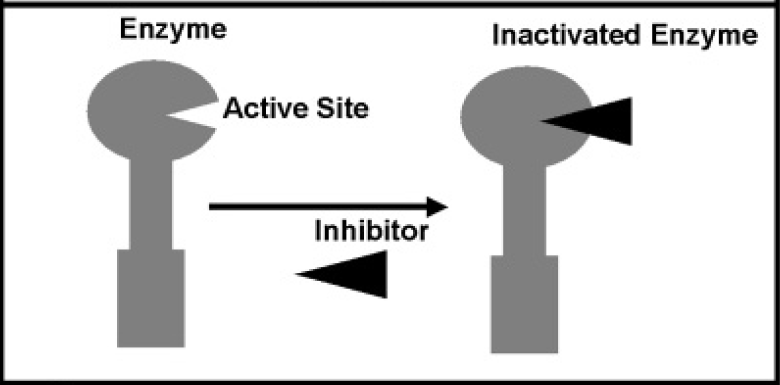 Enzyme
Inactivated Enzyme
Active Site
Inhibitor